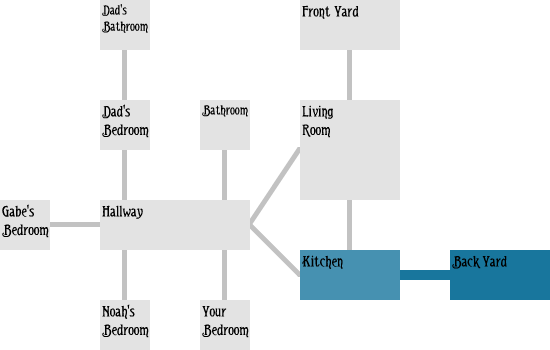 Dad's
Bathroom
Front Yard
Dad's
Bedroom
Bathroom
Living
Room
Gabe's
Bedroom
Hallway
Kitchen
Back Yard
Noah's
Bedroom
Your
Bedroom